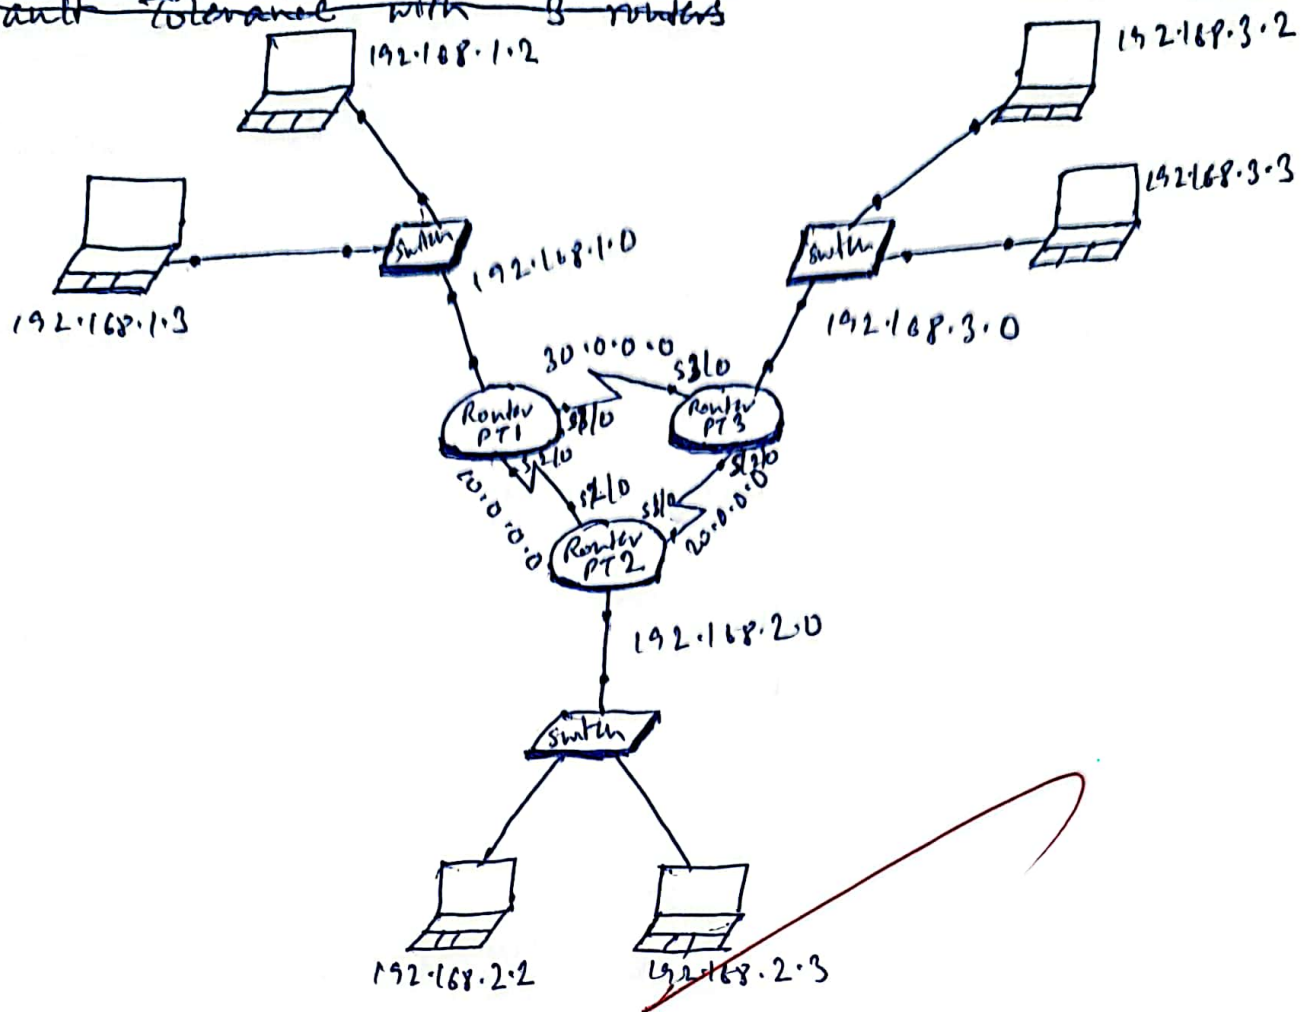 fault tolerance with 3 routers
192.168.1.2
192.168.3.2
192.168.3.3
switch
192.168.1.0
switch
192.168.1.3
192.168.3.0
30.0.0.0
S3/0
Router
PT1
S3/0
Router
PT3
S2/0
S2/0
10.0.0.0
S2/0
S3/0
20.0.0.0
Router
PT2
192.168.2.0
switch
192.168.2.2
192.168.2.3